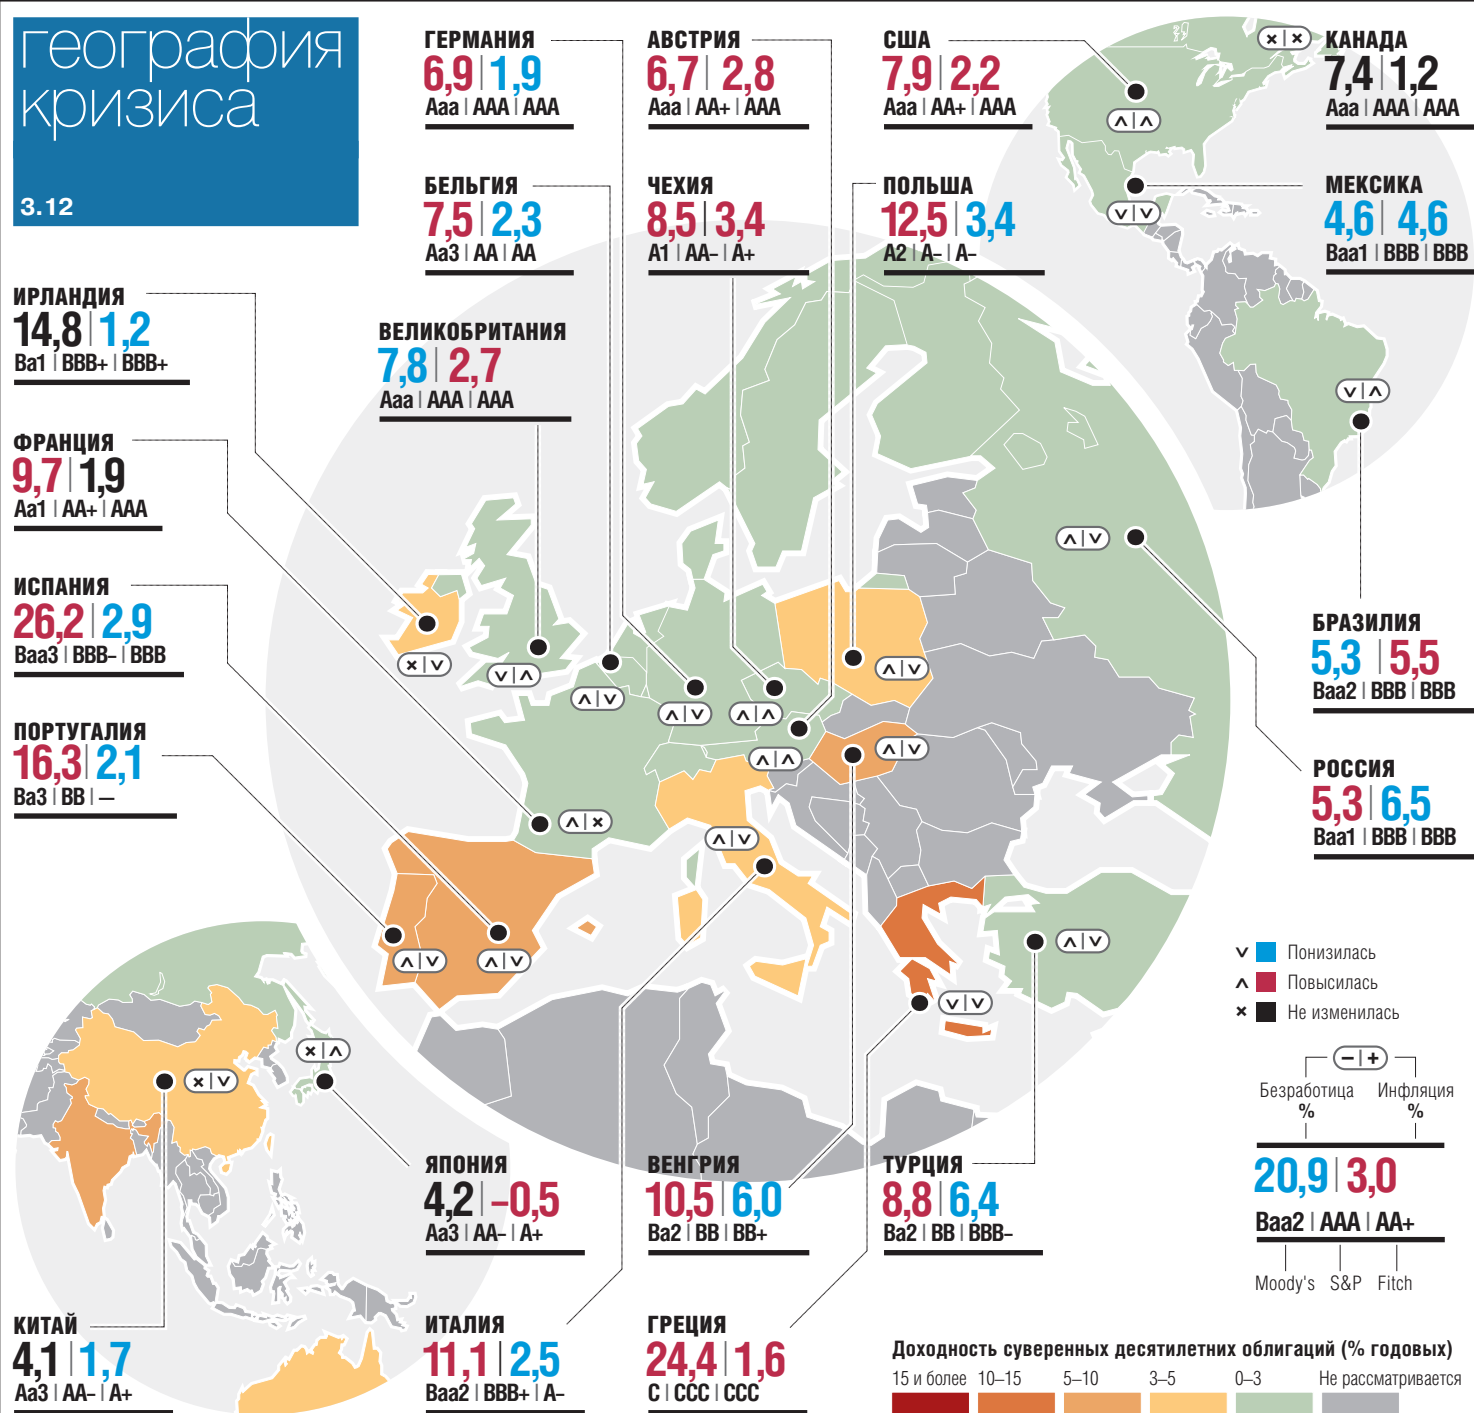 география
кризиса
3.12
ГЕРМАНИЯ
6,9 | 1,9
Aaa | AAA | AAA
АВСТРИЯ
6,7 | 2,8
Aaa | AA+ | AAA
США
7,9 | 2,2
Aaa | AA+ | AAA
КАНАДА
7,4 | 1,2
Aaa | AAA | AAA
БЕЛЬГИЯ
7,5 | 2,3
Aa3 | AA | AA
ЧЕХИЯ
8,5 | 3,4
A1 | AA– | A+
ПОЛЬША
12,5 | 3,4
A2 | A– | A–
МЕКСИКА
4,6 | 4,6
Baa1 | BBB | BBB
ИРЛАНДИЯ
14,8 | 1,2
Ba1 | BBB+ | BBB+
ВЕЛИКОБРИТАНИЯ
7,8 | 2,7
Aaa | AAA | AAA
ФРАНЦИЯ
9,7 | 1,9
Aa1 | AA+ | AAA
ИСПАНИЯ
26,2 | 2,9
Baa3 | BBB– | BBB
ПОРТУГАЛИЯ
16,3 | 2,1
Ba3 | BB | –
БРАЗИЛИЯ
5,3 | 5,5
Baa2 | BBB | BBB
РОССИЯ
5,3 | 6,5
Baa1 | BBB | BBB
Понизилась
Повысилась
Не изменилась
– | +
Безработица Инфляция
% %
20,9 | 3,0
Baa2 | AAA | AA+
Moody's S&P Fitch
ЯПОНИЯ
4,2 | –0,5
Aa3 | AA– | A+
ВЕНГРИЯ
10,5 | 6,0
Ba2 | BB | BB+
ТУРЦИЯ
8,8 | 6,4
Ba2 | BB | BBB–
КИТАЙ
4,1 | 1,7
Aa3 | AA– | A+
ИТАЛИЯ
11,1 | 2,5
Baa2 | BBB+ | A–
ГРЕЦИЯ
24,4 | 1,6
C | CCC | CCC
Доходность суверенных десятилетних облигаций (% годовых)
15 и более 10–15 5–10 3–5 0–3 Не рассматривается